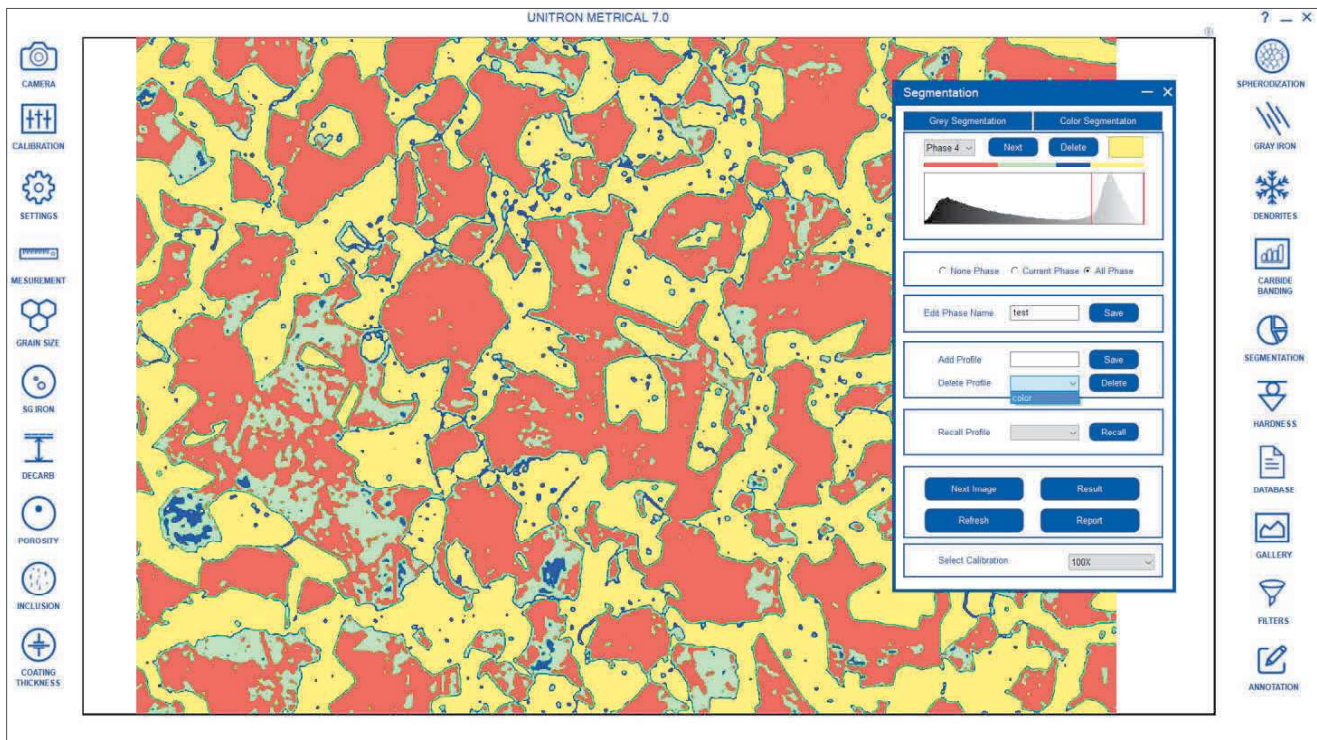 UNITRON METRICAL 7.0
? – ×
CAMERA
CALIBRATION
SETTINGS
MESUREMENT
GRAIN SIZE
SG IRON
DECARB
POROSITY
INCLUSION
COATING
THICKNESS
Segmentation
Grey Segmentation Color Segmentaton
Phase 4 Next Delete
None Phase Current Phase All Phase
Edit Phase Name test Save
Add Profile Save
Delete Profile Delete
color
Recall Profile Recall
Next Image Result
Refresh Report
Select Calibration 100X
SPHERODIZATION
GRAY IRON
DENDRITES
CARBIDE
BANDING
SEGMENTATION
HARDNESS
DATABASE
GALLERY
FILTERS
ANNOTATION